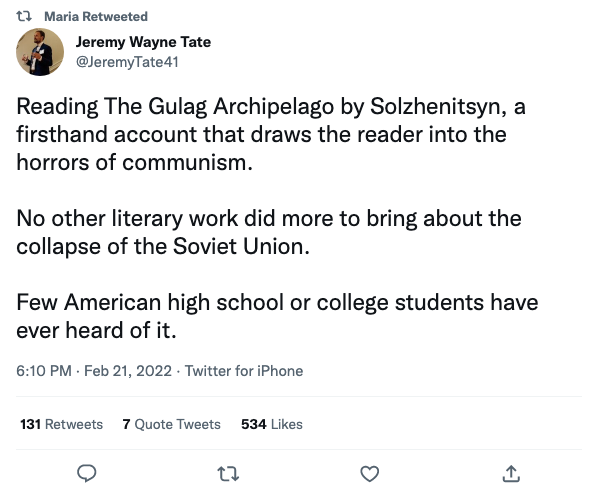 Maria Retweeted
Jeremy Wayne Tate
@JeremyTate41
Reading The Gulag Archipelago by Solzhenitsyn, a
firsthand account that draws the reader into the
horrors of communism.
No other literary work did more to bring about the
collapse of the Soviet Union.
Few American high school or college students have
ever heard of it.
6:10 PM · Feb 21, 2022 · Twitter for iPhone
131 Retweets 7 Quote Tweets 534 Likes